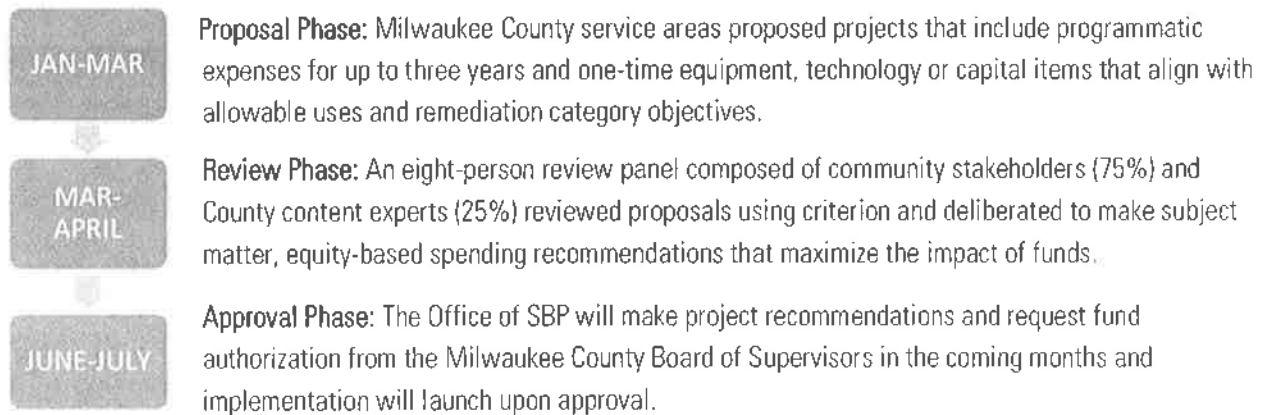 JAN-MAR
Proposal Phase: Milwaukee County service areas proposed projects that include programmatic
expenses for up to three years and one-time equipment, technology or capital items that align with
allowable uses and remediation category objectives.
MAR-
APRIL
Review Phase: An eight-person review panel composed of community stakeholders (75%) and
County content experts (25%) reviewed proposals using criterion and deliberated to make subject
matter, equity-based spending recommendations that maximize the impact of funds.
JUNE-JULY
Approval Phase: The Office of SBP will make project recommendations and request fund
authorization from the Milwaukee County Board of Supervisors in the coming months and
implementation will launch upon approval.